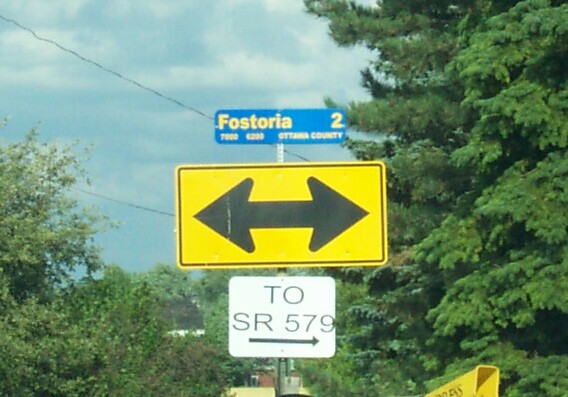 Fostoria 2
7000 6200 OTTAWA COUNTY
TO
SR 579